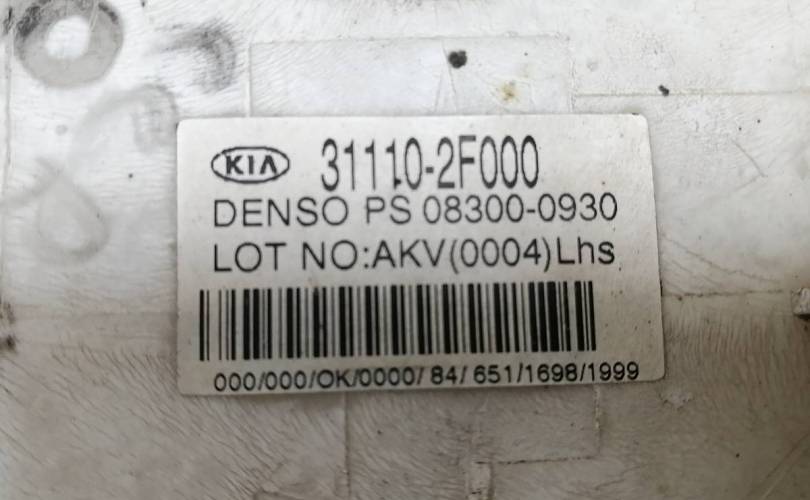 KIA 31110-2F000
DENSO PS 08300-0930
LOT NO:AKV(0004)Lhs
000/000/OK/0000/84/651/1698/1999